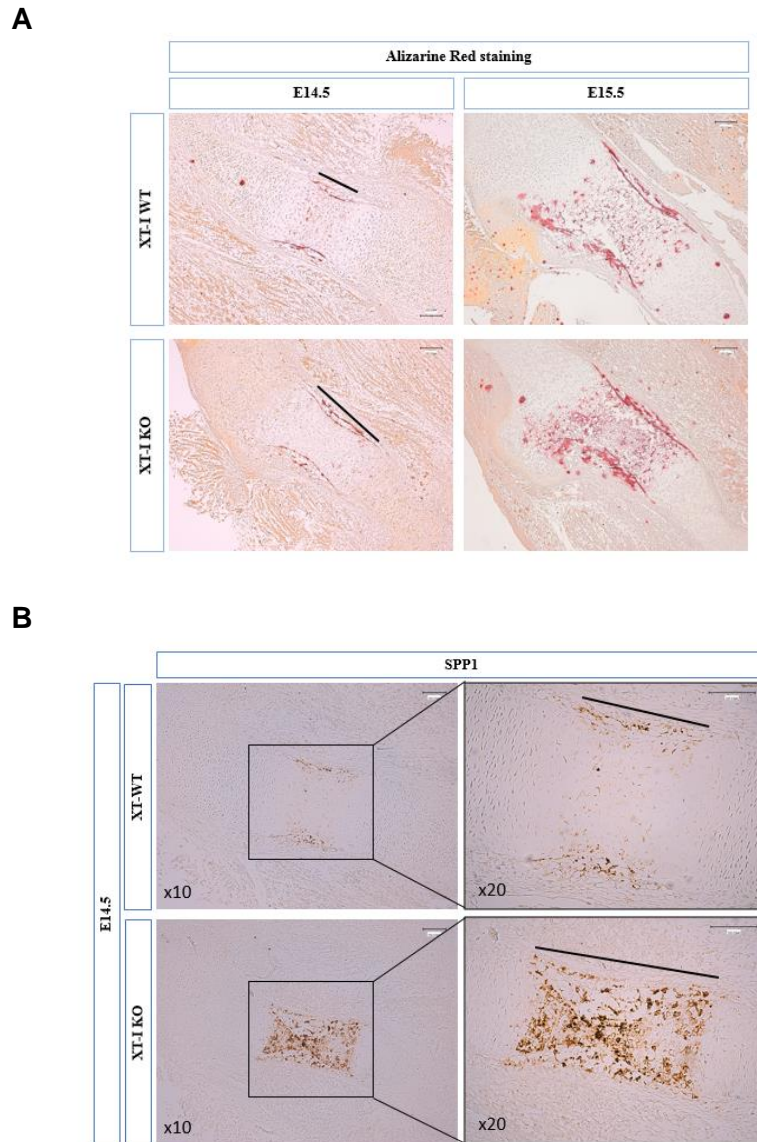 A
Alizarine Red staining
E14.5
E15.5
XT-I WT
XT-I KO
B
SPP1
E14.5
XT-WT
x10
x20
XT-I KO
x10
x20